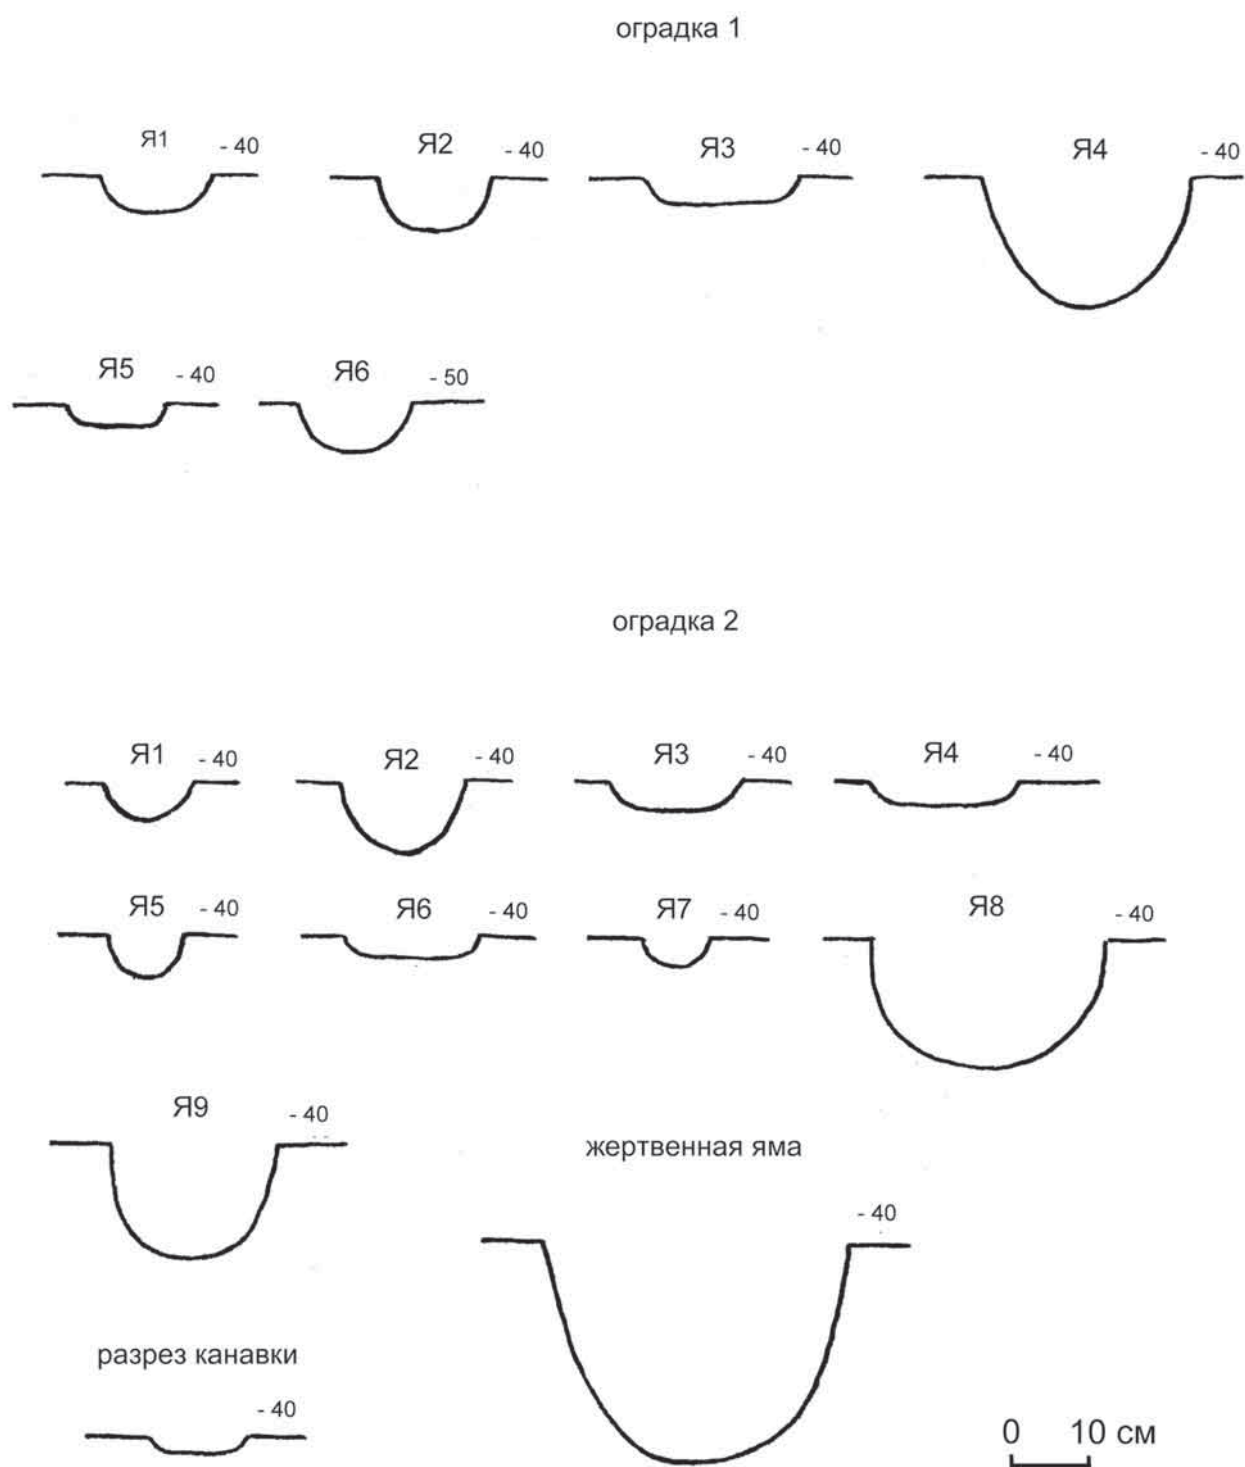 оградка 1
Я1 - 40 Я2 - 40 Я3 - 40 Я4 - 40
Я5 - 40 Я6 - 50
оградка 2
Я1 - 40 Я2 - 40 Я3 - 40 Я4 - 40
Я5 - 40 Я6 - 40 Я7 - 40 Я8 - 40
Я9 - 40
жертвенная яма
- 40
разрез канавки
- 40
0 10 см